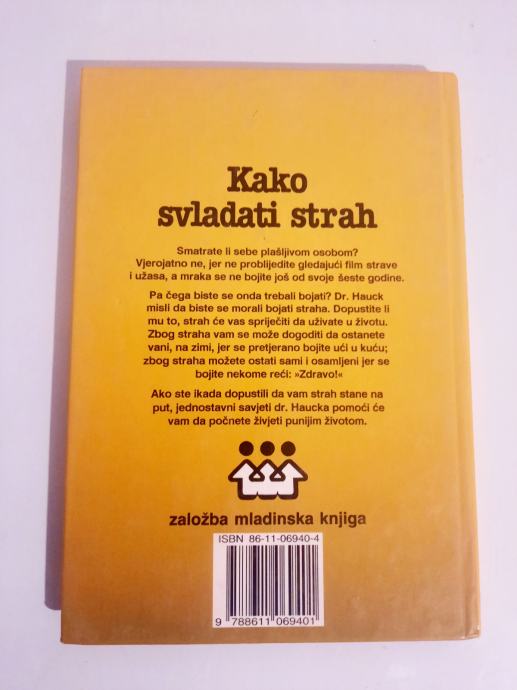 Kako
svladati strah
Smatrate li sebe plašljivom osobom?
Vjerojatno ne, jer ne problijedite gledajući film strave
i užasa, a mraka se ne bojite još od svoje šeste godine.
Pa čega biste se onda trebali bojati? Dr. Hauck
misli da biste se morali bojati straha. Dopustite li
mu to, strah će vas spriječiti da uživate u životu.
Zbog straha vam se može dogoditi da ostanete
vani, na zimi, jer se pretjerano bojite ući u kuću;
zbog straha možete ostati sami i osamljeni jer se
bojite nekome reći: »Zdravo!«
Ako ste ikada dopustili da vam strah stane na
put, jednostavni savjeti dr. Haucka pomoći će
vam da počnete živjeti punijim životom.
založba mladinska knjiga
ISBN 86-11-06940-4
9 788611 069401